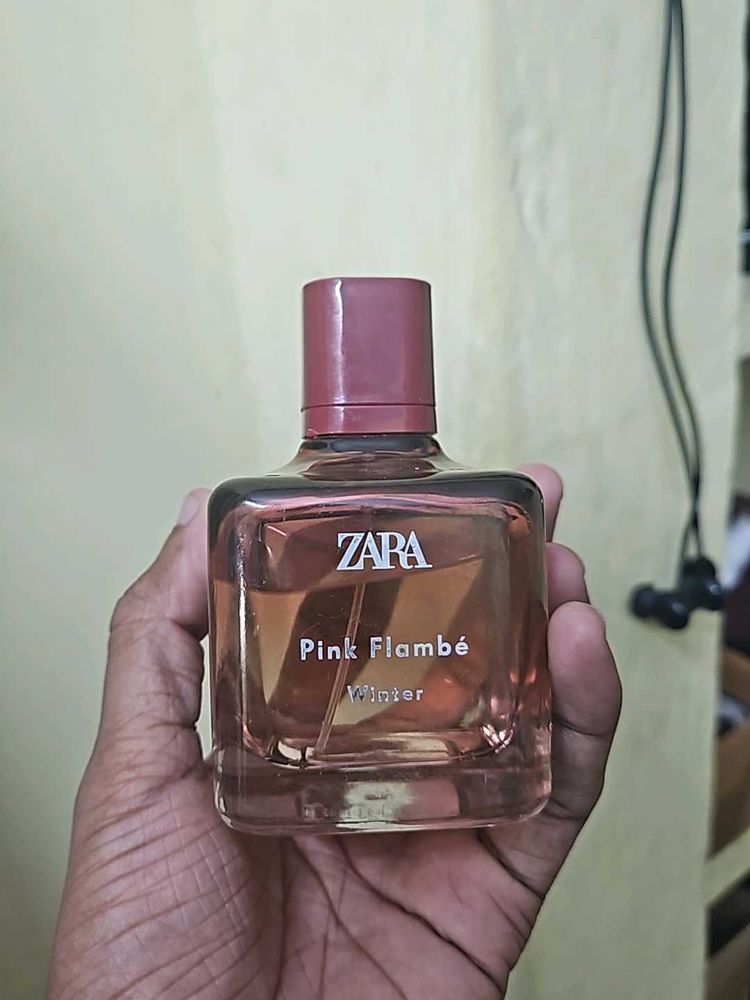 ZARA
Pink Flambé
Winter